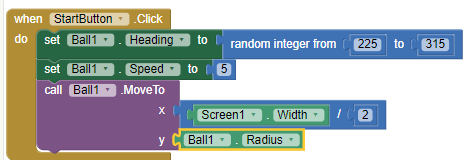 when StartButton .Click
do set Ball1 . Heading to random integer from 225 to 315
set Ball1 . Speed to 5
call Ball1 .MoveTo
x Screen1 . Width / 2
y Ball1 . Radius